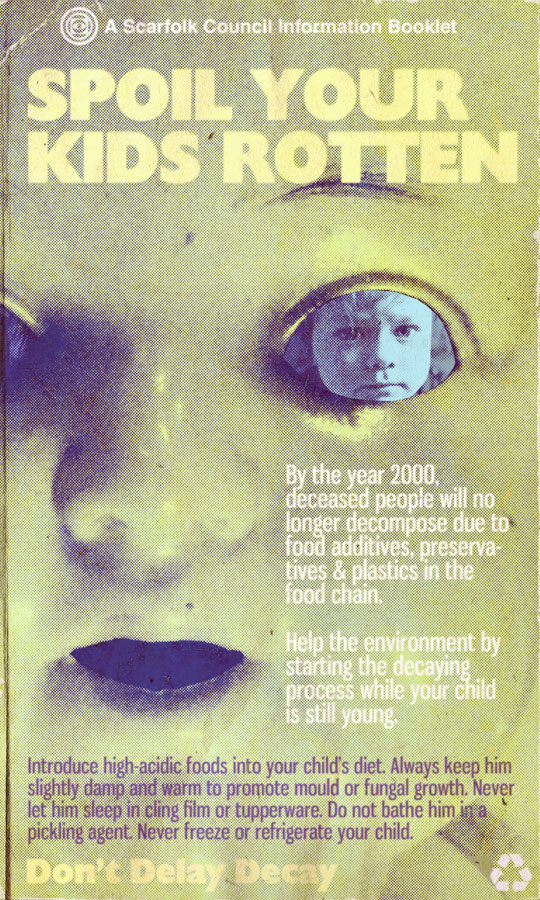 A Scarfolk Council Information Booklet
SPOIL YOUR
KIDS ROTTEN
By the year 2000,
deceased people will no
longer decompose due to
food additives, preserva-
tives & plastics in the
food chain.
Help the environment by
starting the decaying
process while your child
is still young.
Introduce high-acidic foods into your child's diet. Always keep him
slightly damp and warm to promote mould or fungal growth. Never
let him sleep in cling film or tupperware. Do not bathe him in a
pickling agent. Never freeze or refrigerate your child.
Don't Delay Decay